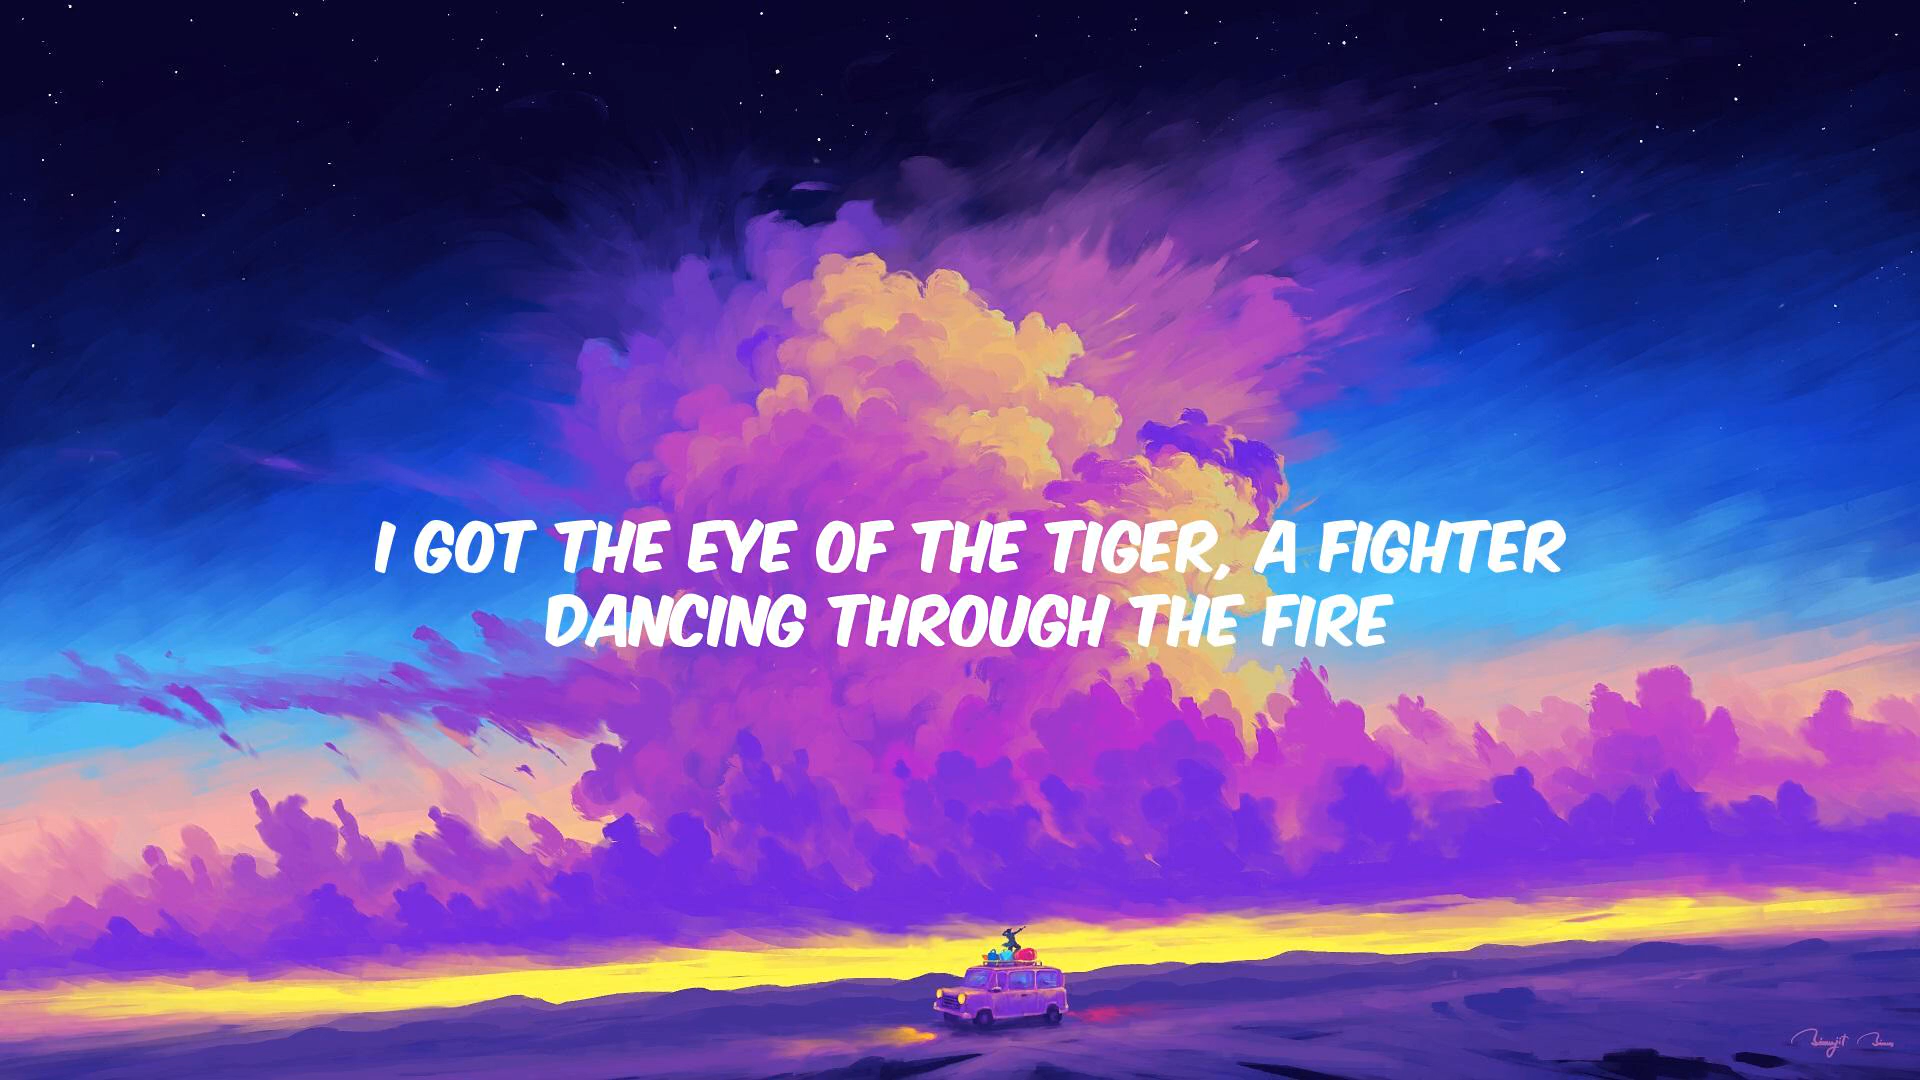 I GOT THE EYE OF THE TIGER, A FIGHTER
DANCING THROUGH THE FIRE